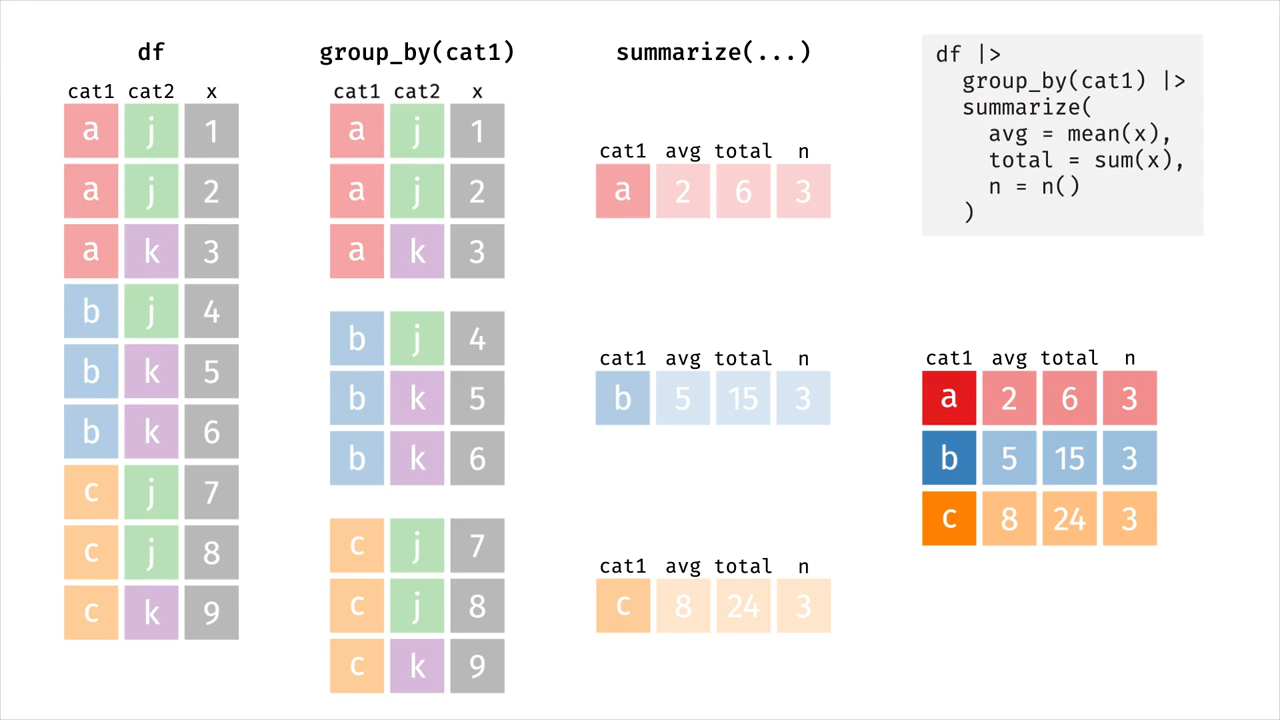 df
cat1 cat2 x
a j 1
a j 2
a k 3
b j 4
b k 5
b k 6
c j 7
c j 8
c k 9
group_by(cat1)
cat1 cat2 x
a j 1
a j 2
a k 3
b j 4
b k 5
b k 6
c j 7
c j 8
c k 9
summarize(...)
cat1 avg total n
a 2 6 3
cat1 avg total n
b 5 15 3
cat1 avg total n
c 8 24 3
df |>
  group_by(cat1) |>
  summarize(
    avg = mean(x),
    total = sum(x),
    n = n()
  )
cat1 avg total n
a 2 6 3
b 5 15 3
c 8 24 3